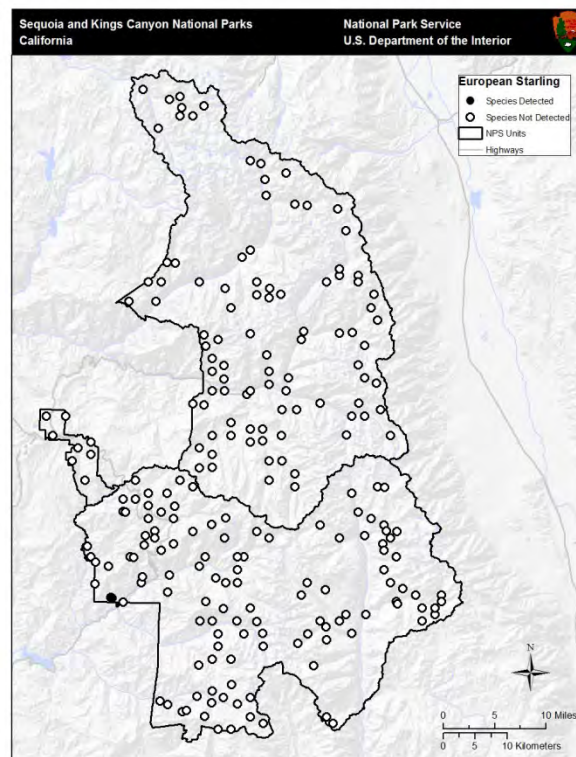 Sequoia and Kings Canyon National Parks
California
National Park Service
U.S. Department of the Interior
European Starling
Species Detected
Species Not Detected
NPS Units
Highways
N
0 5 10 Miles
0 5 10 Kilometers